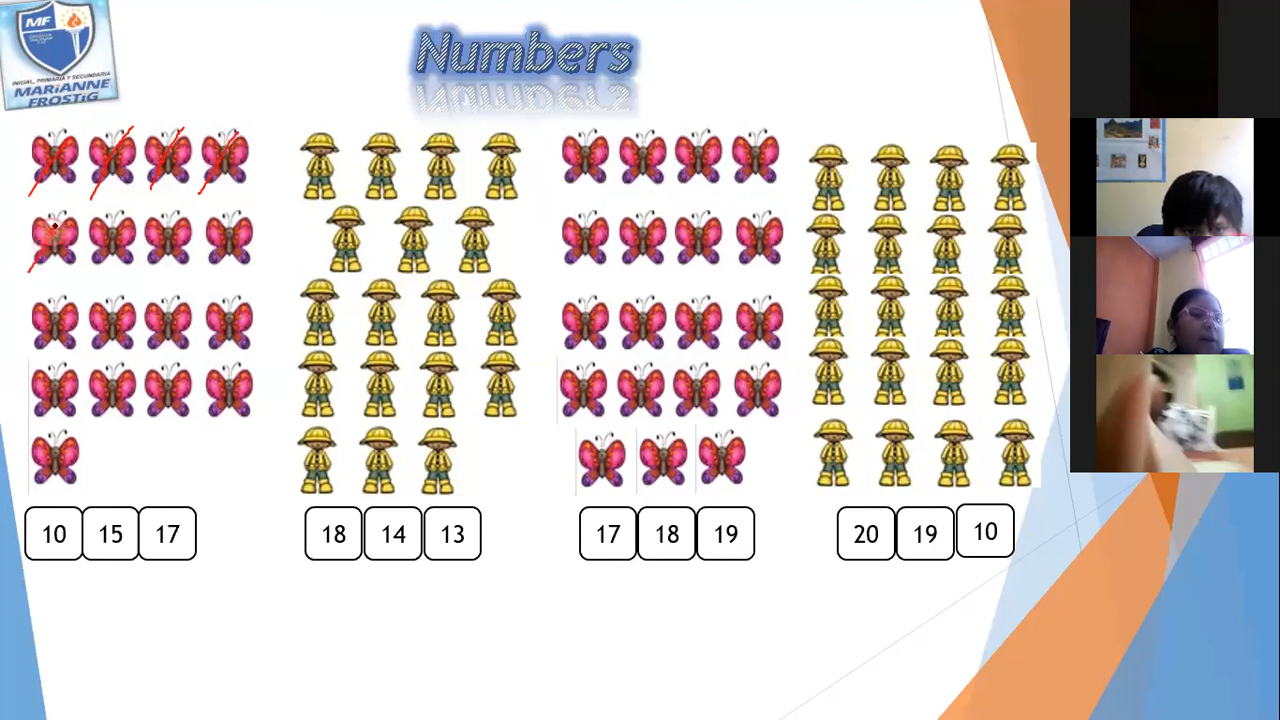 Numbers
MF
INICIAL, PRIMARIA Y SECUNDARIA
MARIANNE
FROSTIG
10 15 17
18 14 13
17 18 19
20 19 10